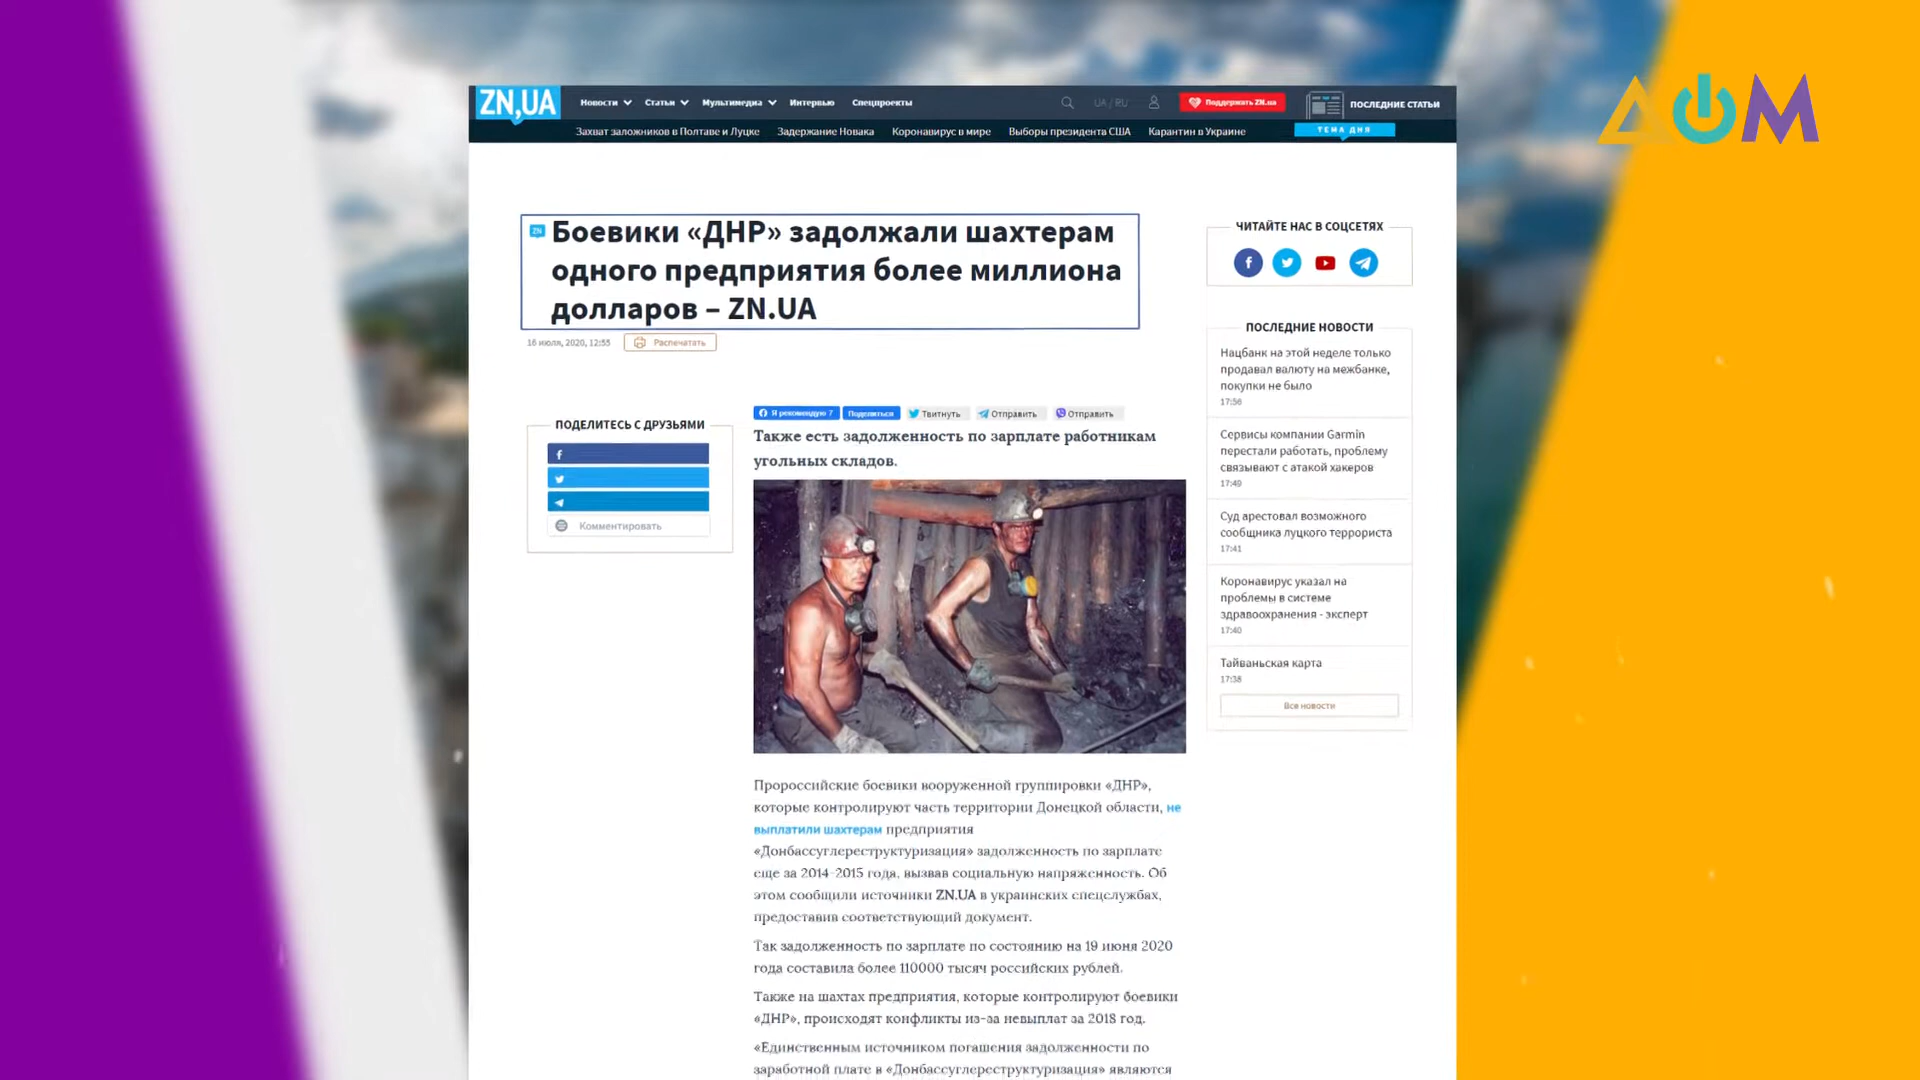 ZN,UA
Новости Статьи Мультимедиа Интервью Спецпроекты
UA / RU
Поддержать ZN.ua
ПОСЛЕДНИЕ СТАТЬИ
Захват заложников в Полтаве и Луцке Задержание Новака Коронавирус в мире Выборы президента США Карантин в Украине
ТЕМА ДНЯ
ДОМ
ZN
Боевики «ДНР» задолжали шахтерам
одного предприятия более миллиона
долларов – ZN.UA
16 июля, 2020, 12:55
Распечатать
ПОДЕЛИТЕСЬ С ДРУЗЬЯМИ
Комментировать
Я рекомендую 7 Поделиться Твитнуть Отправить Отправить
Также есть задолженность по зарплате работникам
угольных складов.
Пророссийские боевики вооруженной группировки «ДНР»,
которые контролируют часть территории Донецкой области, не
выплатили шахтерам предприятия
«Донбассуглереструктуризация» задолженность по зарплате
еще за 2014-2015 года, вызвав социальную напряженность. Об
этом сообщили источники ZN.UA в украинских спецслужбах,
предоставив соответствующий документ.
Так задолженность по зарплате по состоянию на 19 июня 2020
года составила более 110000 тысяч российских рублей.
Также на шахтах предприятия, которые контролируют боевики
«ДНР», происходят конфликты из-за невыплат за 2018 год.
«Единственным источником погашения задолженности по
заработной плате в «Донбассуглереструктуризация» являются
ЧИТАЙТЕ НАС В СОЦСЕТЯХ
ПОСЛЕДНИЕ НОВОСТИ
Нацбанк на этой неделе только
продавал валюту на межбанке,
покупки не было
17:56
Сервисы компании Garmin
перестали работать, проблему
связывают с атакой хакеров
17:49
Суд арестовал возможного
сообщника луцкого террориста
17:41
Коронавирус указал на
проблемы в системе
здравоохранения - эксперт
17:40
Тайваньская карта
17:38
Все новости